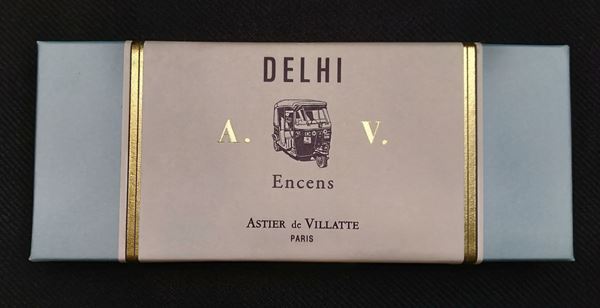 DELHI
A. V.
Encens
ASTIER de VILLATTE
PARIS